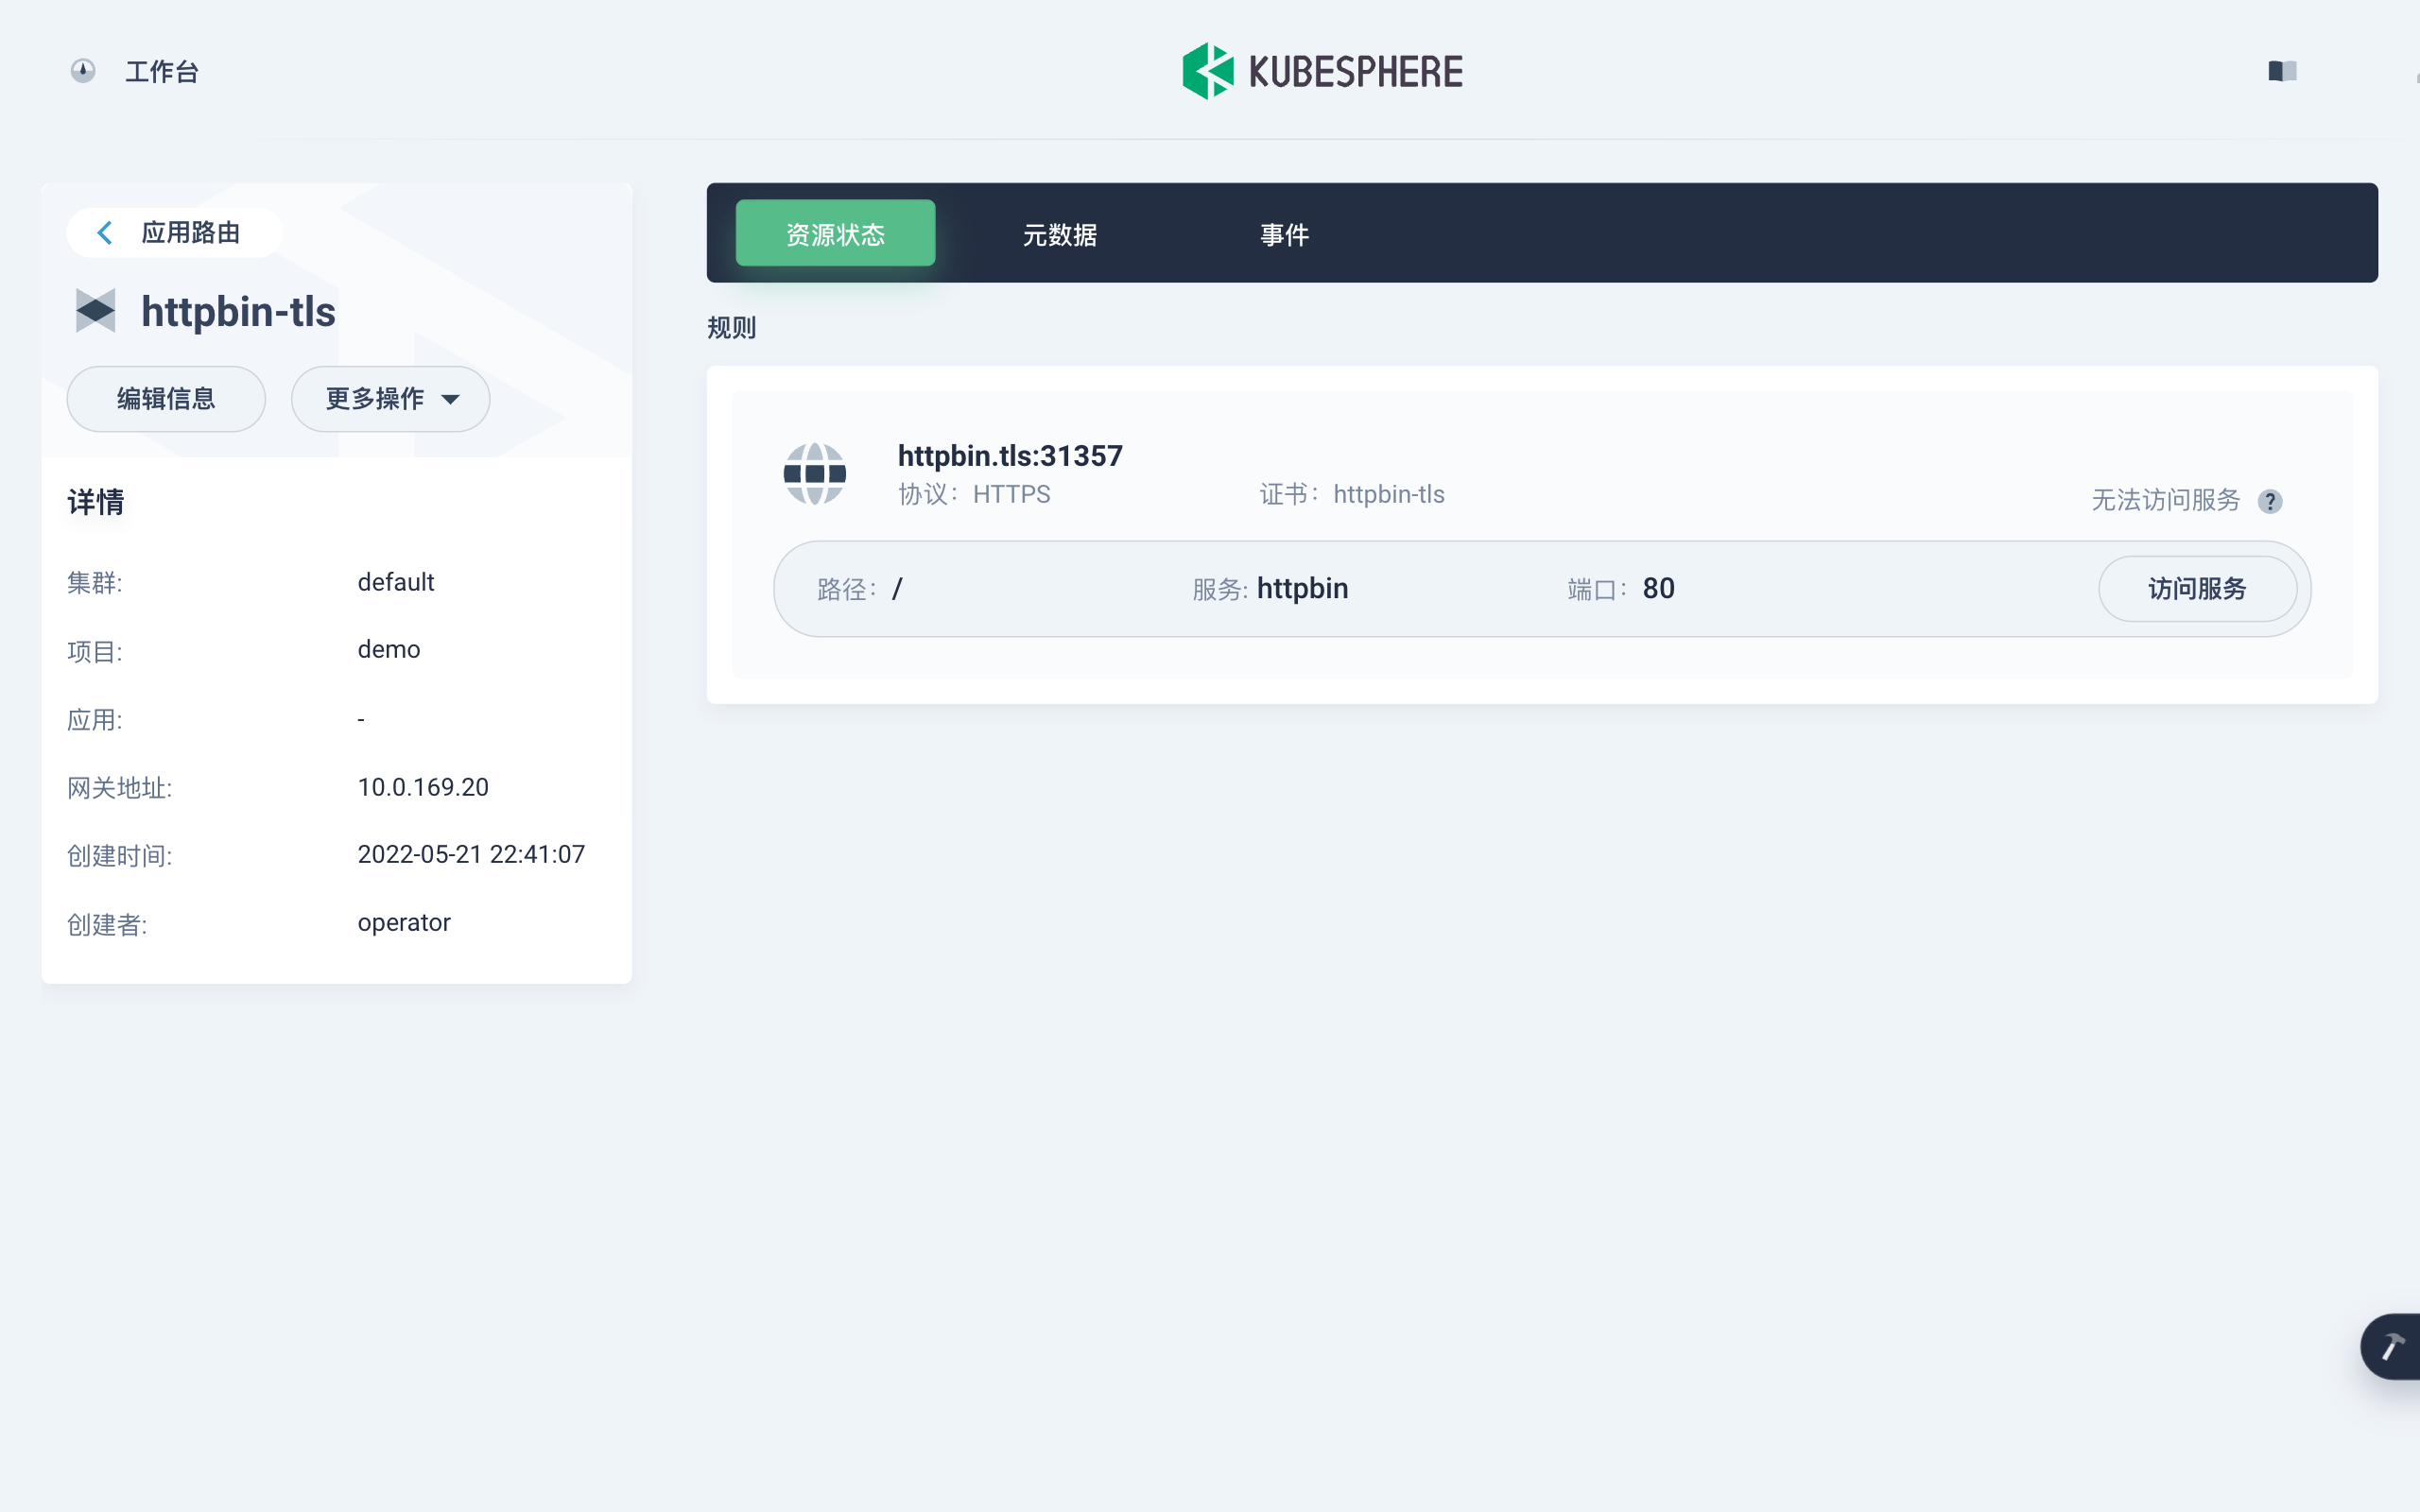 工作台
KUBESPHERE
应用路由
httpbin-tls
编辑信息
更多操作
详情
集群: default
项目: demo
应用: -
网关地址: 10.0.169.20
创建时间: 2022-05-21 22:41:07
创建者: operator
资源状态
元数据
事件
规则
httpbin.tls:31357
协议：HTTPS
证书：httpbin-tls
无法访问服务 ?
路径：/
服务: httpbin
端口：80
访问服务